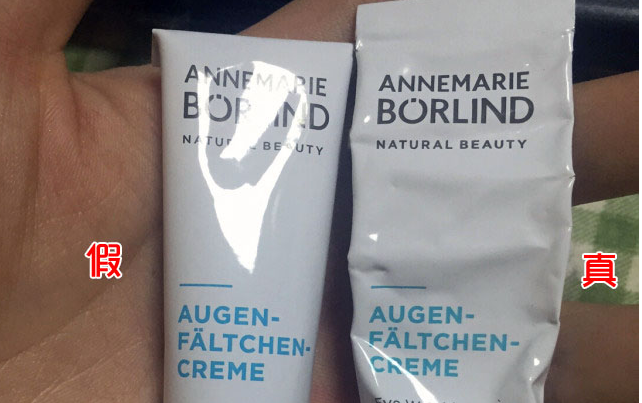 ANNEMARIE
BÖRLIND
NATURAL BEAUTY
AUGEN-
FÄLTCHEN-
CREME
假
ANNEMARIE
BÖRLIND
NATURAL BEAUTY
AUGEN-
FÄLTCHEN-
CREME
真